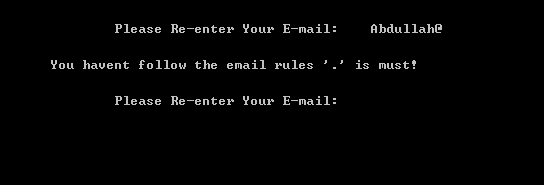 Please Re-enter Your E-mail: Abdullah@
You havent follow the email rules '.' is must!
Please Re-enter Your E-mail: